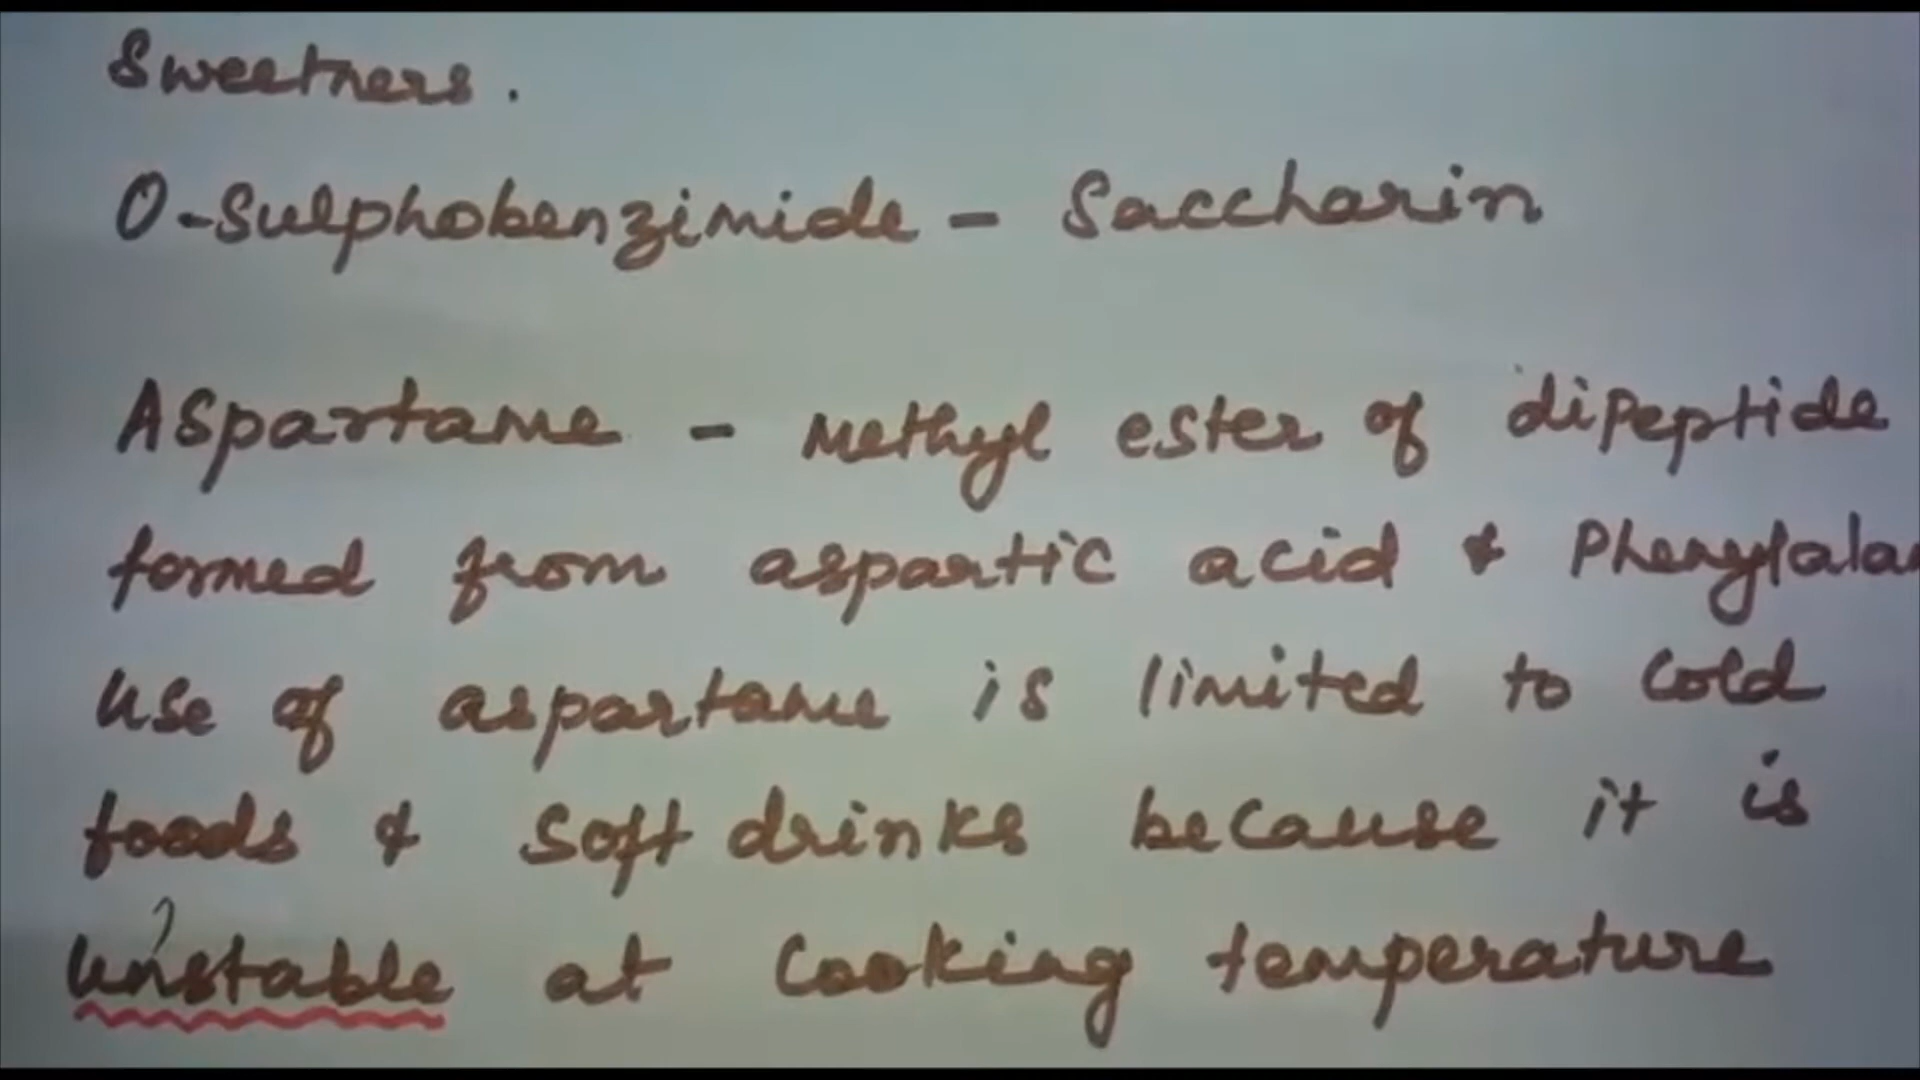 Sweetners.
O-Sulphobenzimide - Saccharin
Aspartame - Methyl ester of dipeptide
formed from aspartic acid & Phenylalan
use of aspartame is limited to Cold
foods & soft drinks because it is
unstable at Cooking temperature